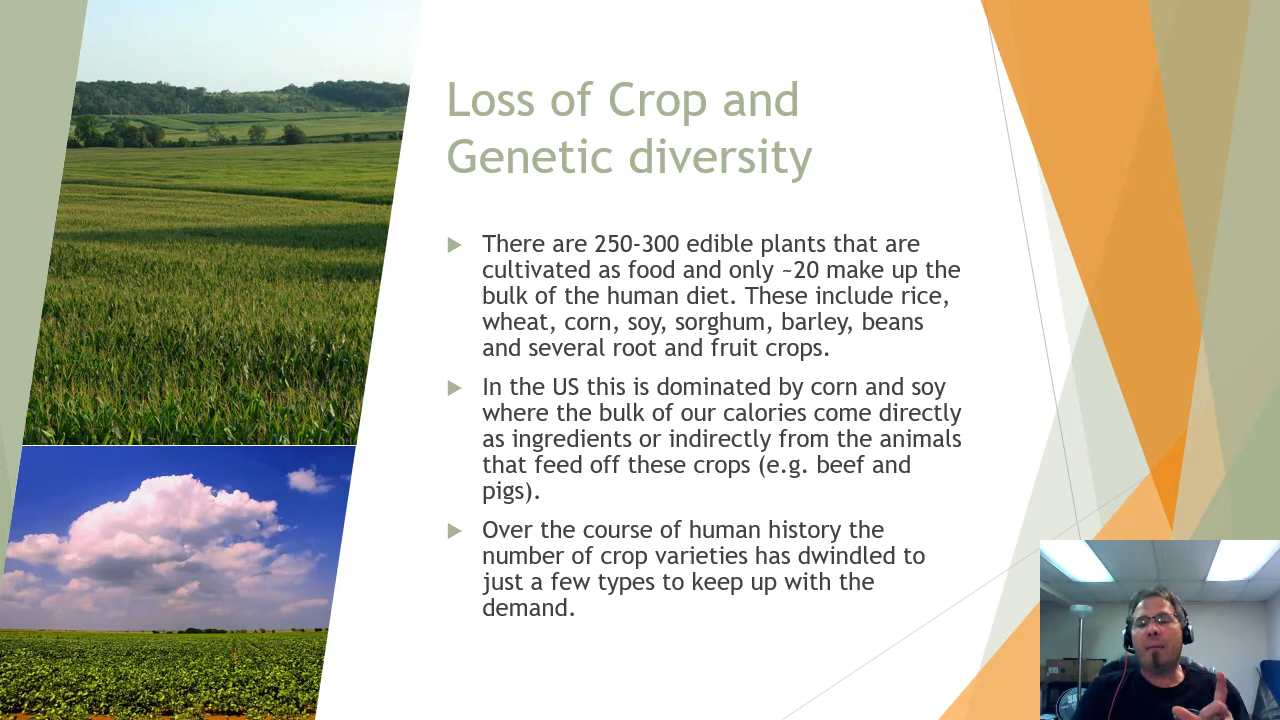 Loss of Crop and
Genetic diversity
There are 250-300 edible plants that are
cultivated as food and only ~20 make up the
bulk of the human diet. These include rice,
wheat, corn, soy, sorghum, barley, beans
and several root and fruit crops.
In the US this is dominated by corn and soy
where the bulk of our calories come directly
as ingredients or indirectly from the animals
that feed off these crops (e.g. beef and
pigs).
Over the course of human history the
number of crop varieties has dwindled to
just a few types to keep up with the
demand.